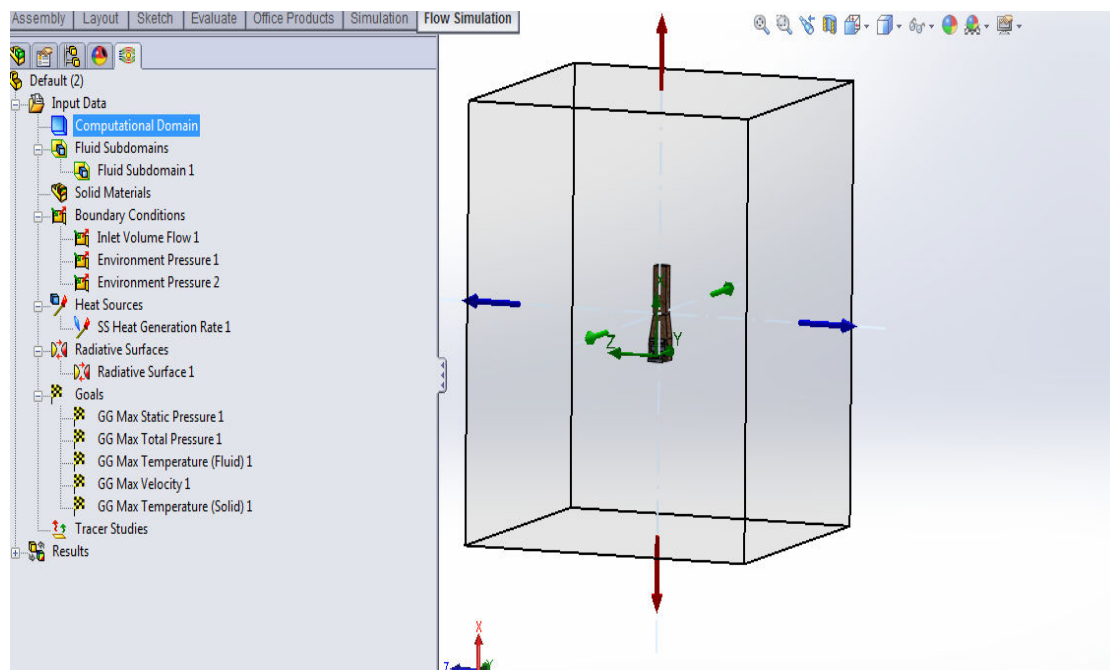 Assembly Layout Sketch Evaluate Office Products Simulation Flow Simulation
Default (2)
Input Data
Computational Domain
Fluid Subdomains
Fluid Subdomain 1
Solid Materials
Boundary Conditions
Inlet Volume Flow 1
Environment Pressure 1
Environment Pressure 2
Heat Sources
SS Heat Generation Rate 1
Radiative Surfaces
Radiative Surface 1
Goals
GG Max Static Pressure 1
GG Max Total Pressure 1
GG Max Temperature (Fluid) 1
GG Max Velocity 1
GG Max Temperature (Solid) 1
Tracer Studies
Results
X
Z Y
X
Z Y